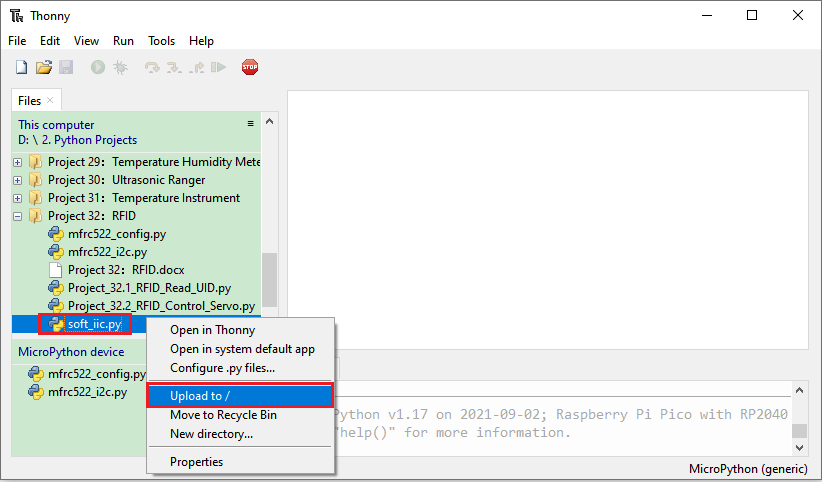 Thonny
File Edit View Run Tools Help
STOP
Files
This computer
D: \ 2. Python Projects
Project 29: Temperature Humidity Mete
Project 30: Ultrasonic Ranger
Project 31: Temperature Instrument
Project 32: RFID
mfrc522_config.py
mfrc522_i2c.py
Project 32: RFID.docx
Project_32.1_RFID_Read_UID.py
Project_32.2_RFID_Control_Servo.py
soft_iic.py
Open in Thonny
Open in system default app
Configure .py files...
Upload to /
Move to Recycle Bin
New directory...
Properties
MicroPython device
mfrc522_config.py
mfrc522_i2c.py
Python v1.17 on 2021-09-02; Raspberry Pi Pico with RP2040
"help()" for more information.
MicroPython (generic)